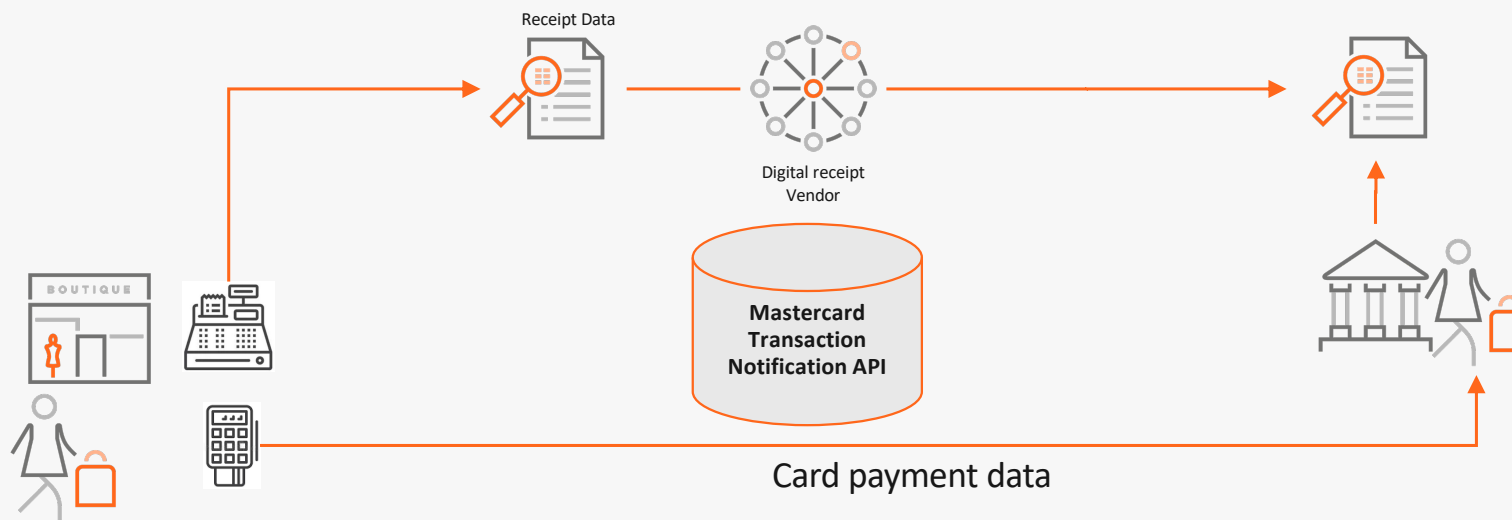 Receipt Data
Digital receipt
Vendor
BOUTIQUE
Mastercard
Transaction
Notification API
Card payment data